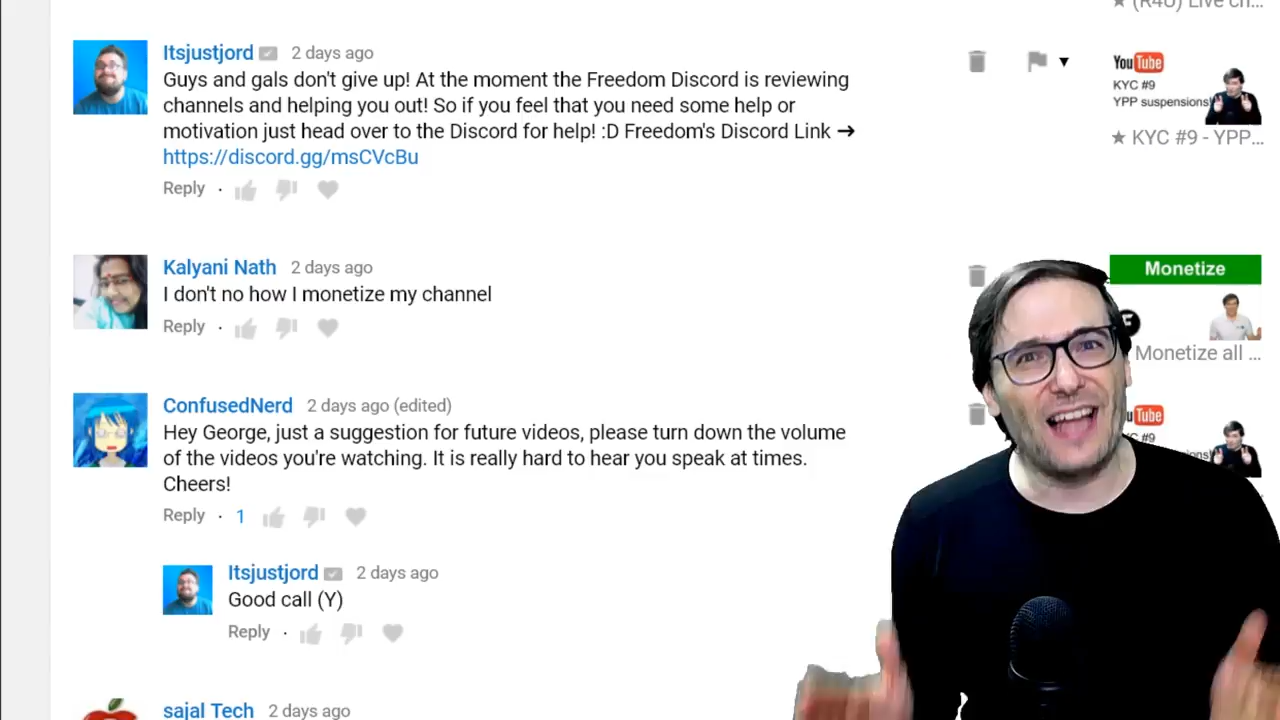 ★ (R4U) Live ch...
Itsjustjord 2 days ago
Guys and gals don't give up! At the moment the Freedom Discord is reviewing
channels and helping you out! So if you feel that you need some help or
motivation just head over to the Discord for help! :D Freedom's Discord Link ➔
https://discord.gg/msCVcBu
Reply ·
YouTube
KYC #9
YPP suspensions!
★ KYC #9 - YPP...
Kalyani Nath 2 days ago
I don't no how I monetize my channel
Reply ·
Monetize
F
Monetize all ...
ConfusedNerd 2 days ago (edited)
Hey George, just a suggestion for future videos, please turn down the volume
of the videos you're watching. It is really hard to hear you speak at times.
Cheers!
Reply · 1
Tube
#9
Itsjustjord 2 days ago
Good call (Y)
Reply ·
sajal Tech 2 days ago